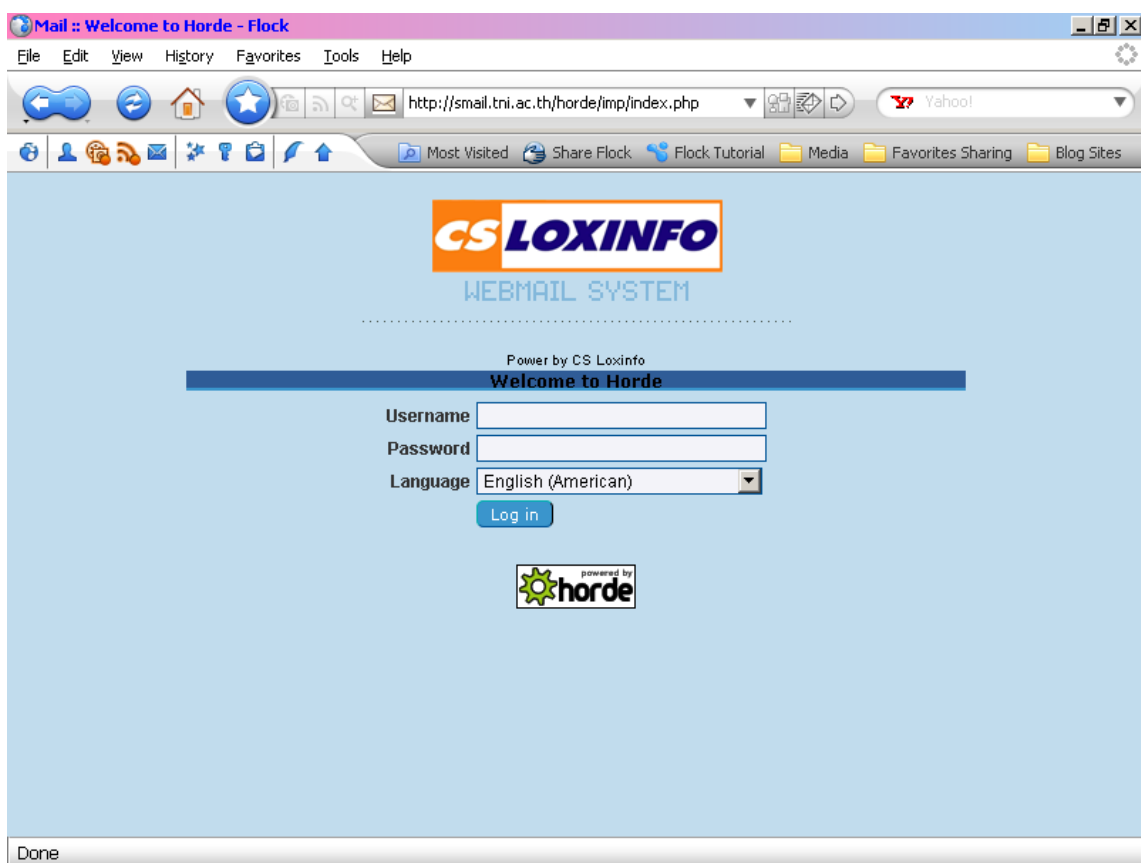 Mail :: Welcome to Horde - Flock
File Edit View History Favorites Tools Help
http://smail.tni.ac.th/horde/imp/index.php Yahoo!
Most Visited Share Flock Flock Tutorial Media Favorites Sharing Blog Sites
CS LOXINFO
WEBMAIL SYSTEM
Power by CS Loxinfo
Welcome to Horde
Username
Password
Language English (American)
Log in
powered by
horde
Done